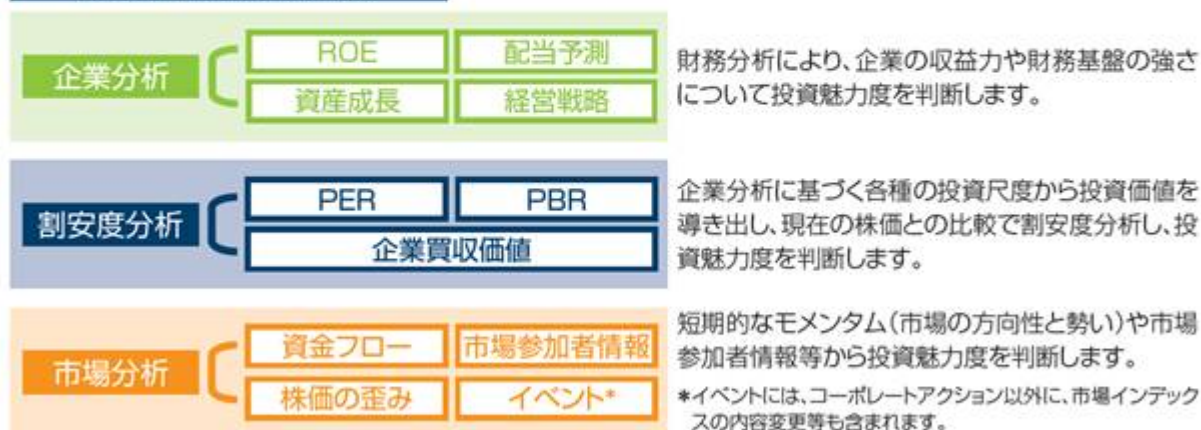 企業分析
ROE
配当予測
資産成長
経営戦略
財務分析により、企業の収益力や財務基盤の強さ
について投資魅力度を判断します。
割安度分析
PER
PBR
企業買収価値
企業分析に基づく各種の投資尺度から投資価値を
導き出し、現在の株価との比較で割安度分析し、投
資魅力度を判断します。
市場分析
資金フロー
市場参加者情報
株価の歪み
イベント*
短期的なモメンタム(市場の方向性と勢い)や市場
参加者情報等から投資魅力度を判断します。
*イベントには、コーポレートアクション以外に、市場インデック
スの内容変更等も含まれます。